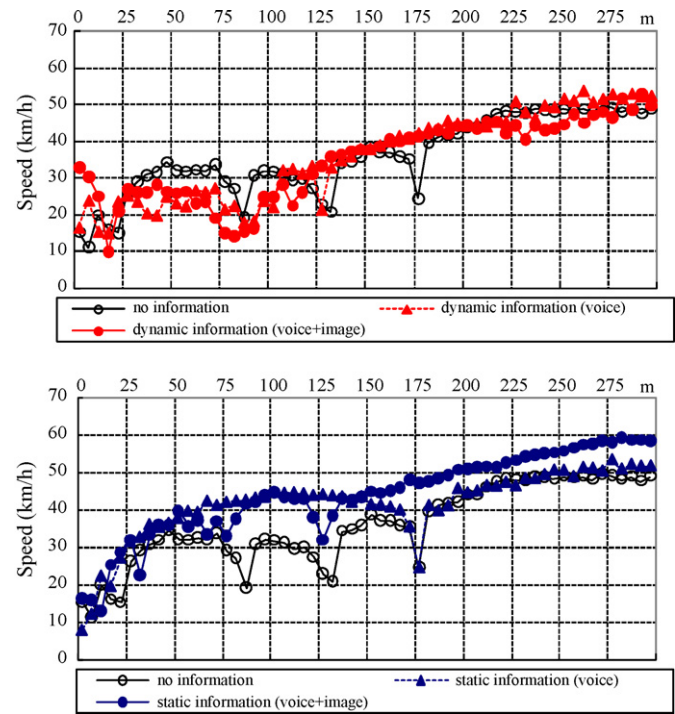 0 25 50 75 100 125 150 175 200 225 250 275 m
70
60
50
40
30
20
10
0
Speed (km/h)
no information
dynamic information (voice)
dynamic information (voice+image)
0 25 50 75 100 125 150 175 200 225 250 275 m
70
60
50
40
30
20
10
0
Speed (km/h)
no information
static information (voice)
static information (voice+image)